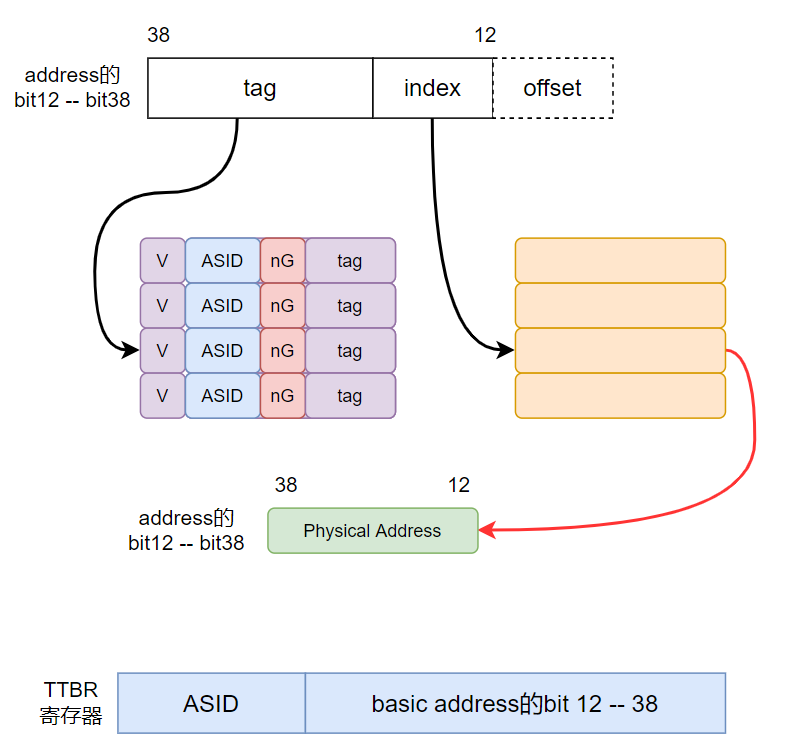 38 12
address的
bit12 -- bit38
tag index offset
V ASID nG tag
V ASID nG tag
V ASID nG tag
V ASID nG tag
38 12
address的
bit12 -- bit38
Physical Address
TTBR
寄存器
ASID basic address的bit 12 -- 38